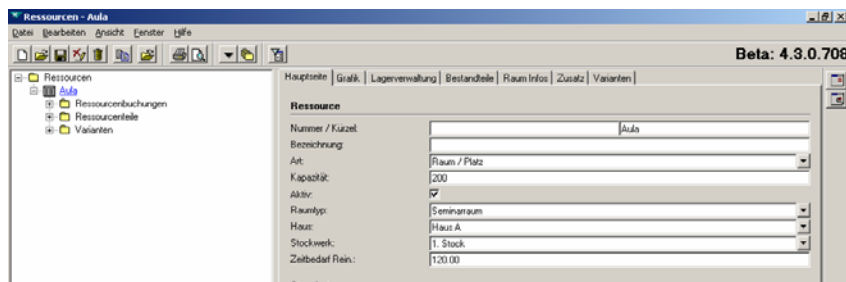 Ressourcen - Aula
Datei Bearbeiten Ansicht Fenster Hilfe
Beta: 4.3.0.708
Ressourcen
Aula
Ressourcenbuchungen
Ressourcenteile
Varianten
Hauptseite Grafik Lagerverwaltung Bestandteile Raum Infos Zusatz Varianten
Ressource
Nummer / Kürzel: Aula
Bezeichnung:
Art: Raum / Platz
Kapazität: 200
Aktiv:
Raumtyp: Seminarraum
Haus: Haus A
Stockwerk: 1. Stock
Zeitbedarf Rein.: 120.00